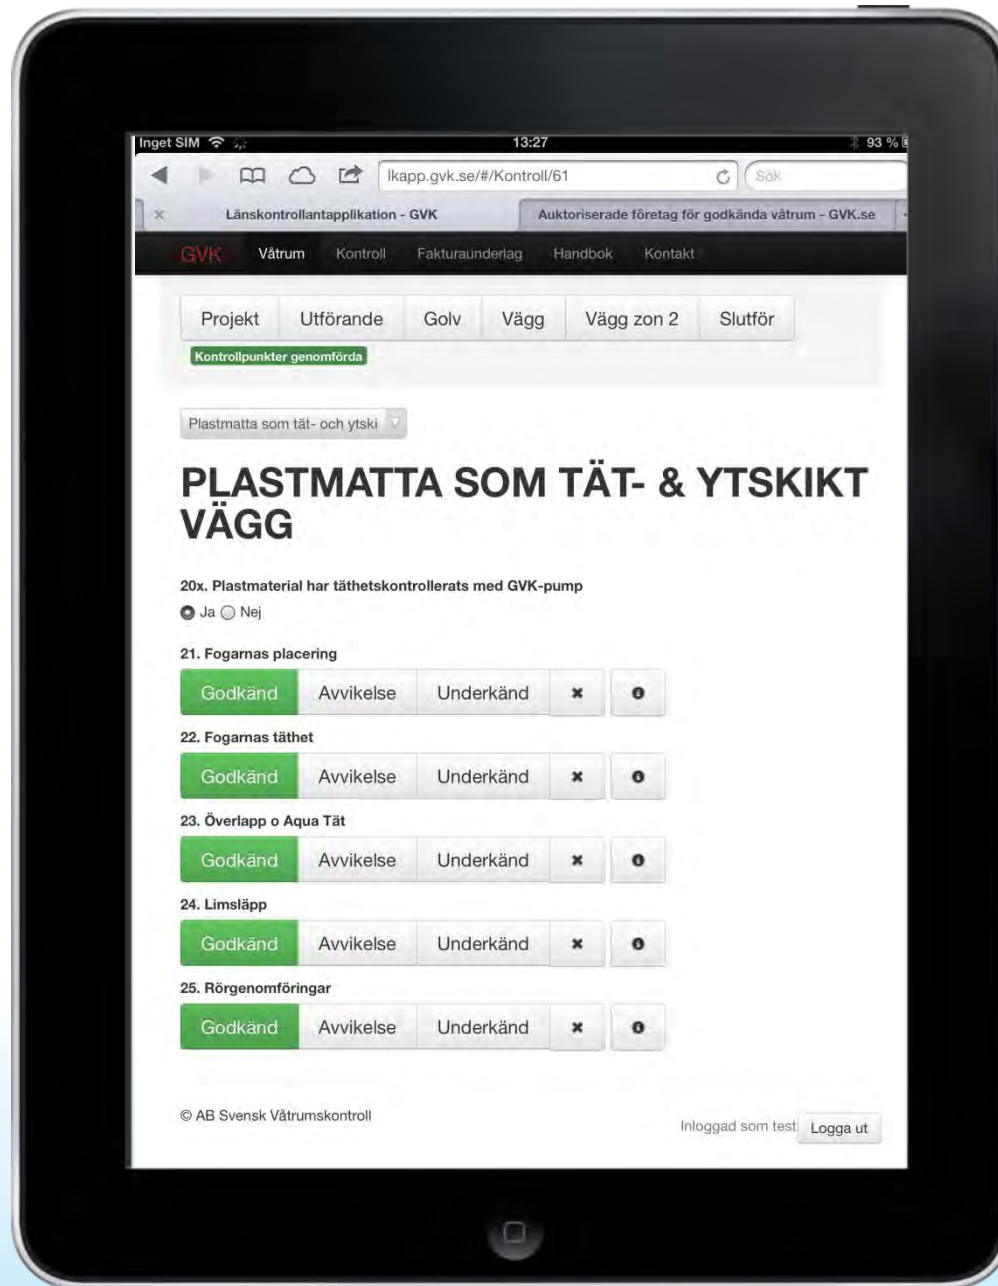 Inget SIM 13:27 93 %
lkapp.gvk.se/#/Kontroll/61 Sök
Länskontrollantapplikation - GVK Auktoriserade företag för godkända våtrum - GVK.se
GVK Våtrum Kontroll Fakturaunderlag Handbok Kontakt
Projekt Utförande Golv Vägg Vägg zon 2 Slutför
Kontrollpunkter genomförda
Plastmatta som tät- och ytski
PLASTMATTA SOM TÄT- & YTSKIKT
VÄGG
20x. Plastmaterial har täthetskontrollerats med GVK-pump
Ja Nej
21. Fogarnas placering
Godkänd Avvikelse Underkänd
22. Fogarnas täthet
Godkänd Avvikelse Underkänd
23. Överlapp o Aqua Tät
Godkänd Avvikelse Underkänd
24. Limsläpp
Godkänd Avvikelse Underkänd
25. Rörgenomföringar
Godkänd Avvikelse Underkänd
© AB Svensk Våtrumskontroll
Inloggad som test Logga ut